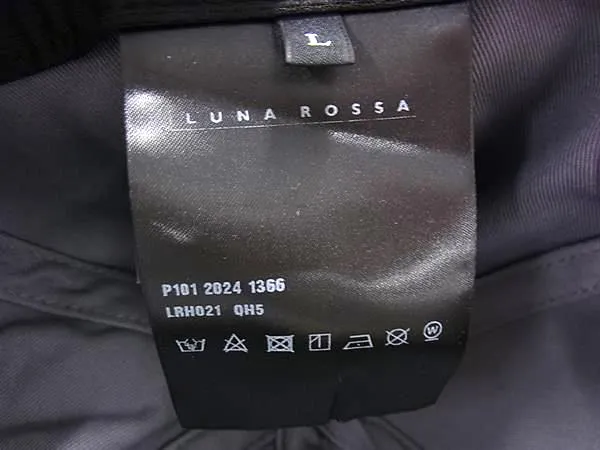 L
LUNA ROSSA
P101 2024 1366
LRH021 QH5
W